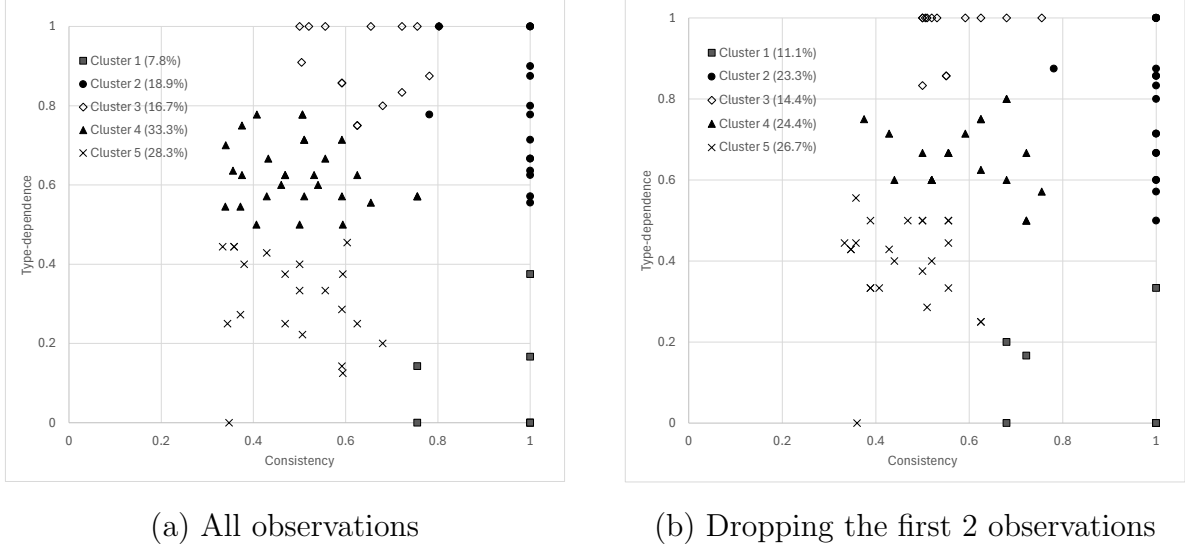 1
0.8
0.6
0.4
0.2
0
Type-dependence
Cluster 1 (7.8%)
Cluster 2 (18.9%)
Cluster 3 (16.7%)
Cluster 4 (33.3%)
Cluster 5 (28.3%)
0 0.2 0.4 0.6 0.8 1
Consistency
(a) All observations
1
0.8
0.6
0.4
0.2
0
Type-dependence
Cluster 1 (11.1%)
Cluster 2 (23.3%)
Cluster 3 (14.4%)
Cluster 4 (24.4%)
Cluster 5 (26.7%)
0 0.2 0.4 0.6 0.8 1
Consistency
(b) Dropping the first 2 observations